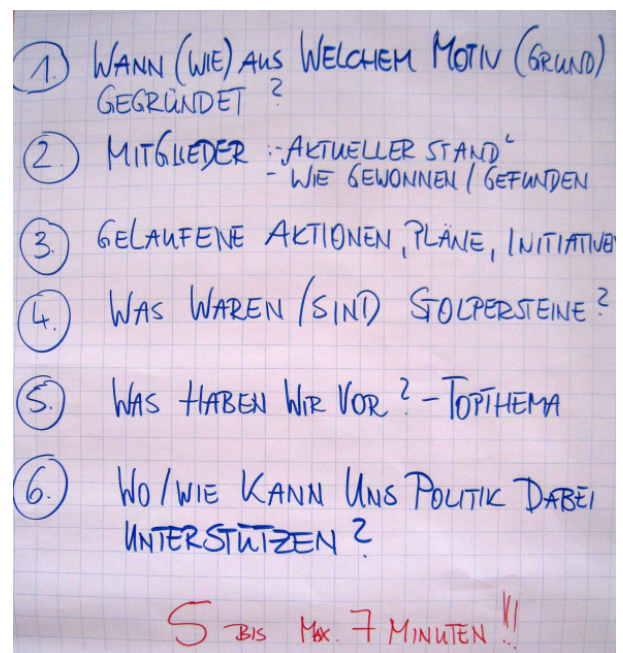 1. WANN (WIE) AUS WELCHEM MOTIV (GRUND)
GEGRÜNDET ?
2. MITGLIEDER :- AKTUELLER STAND
- WIE GEWONNEN / GEFUNDEN
3. GELAUFENE AKTIONEN, PLÄNE, INITIATIVEN
4. WAS WAREN / SIND STOLPERSTEINE ?
5. WAS HABEN WIR VOR ? - TOPTHEMA
6. WO / WIE KANN UNS POLITIK DABEI
UNTERSTÜTZEN ?
5 BIS MAX. 7 MINUTEN !!